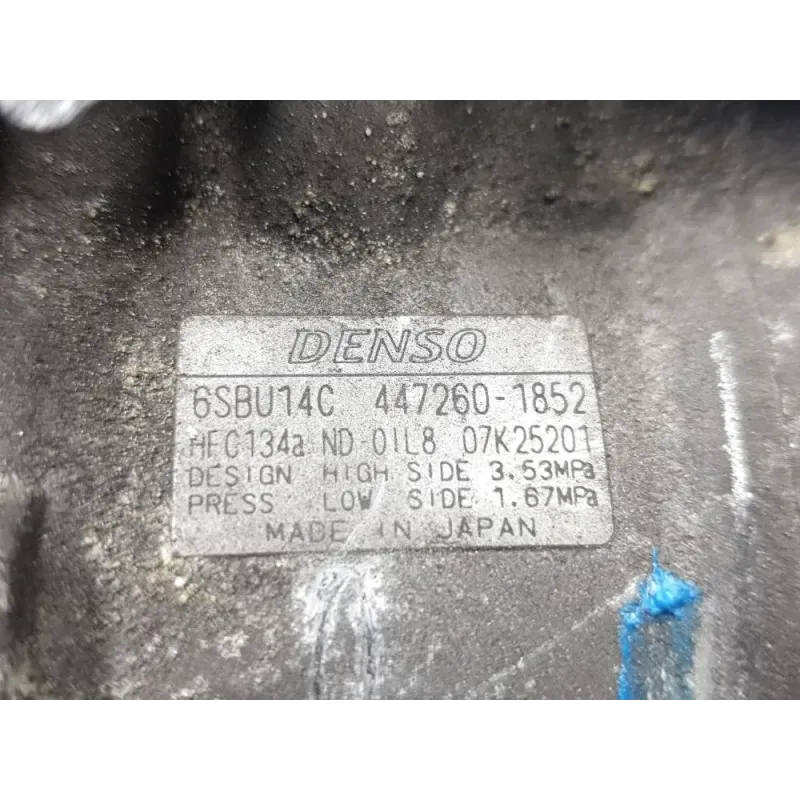 DENSO
6SBU14C 447260-1852
HFC134a ND OIL8 07K25201
DESIGN HIGH SIDE 3.53MPa
PRESS LOW SIDE 1.67MPa
MADE IN JAPAN